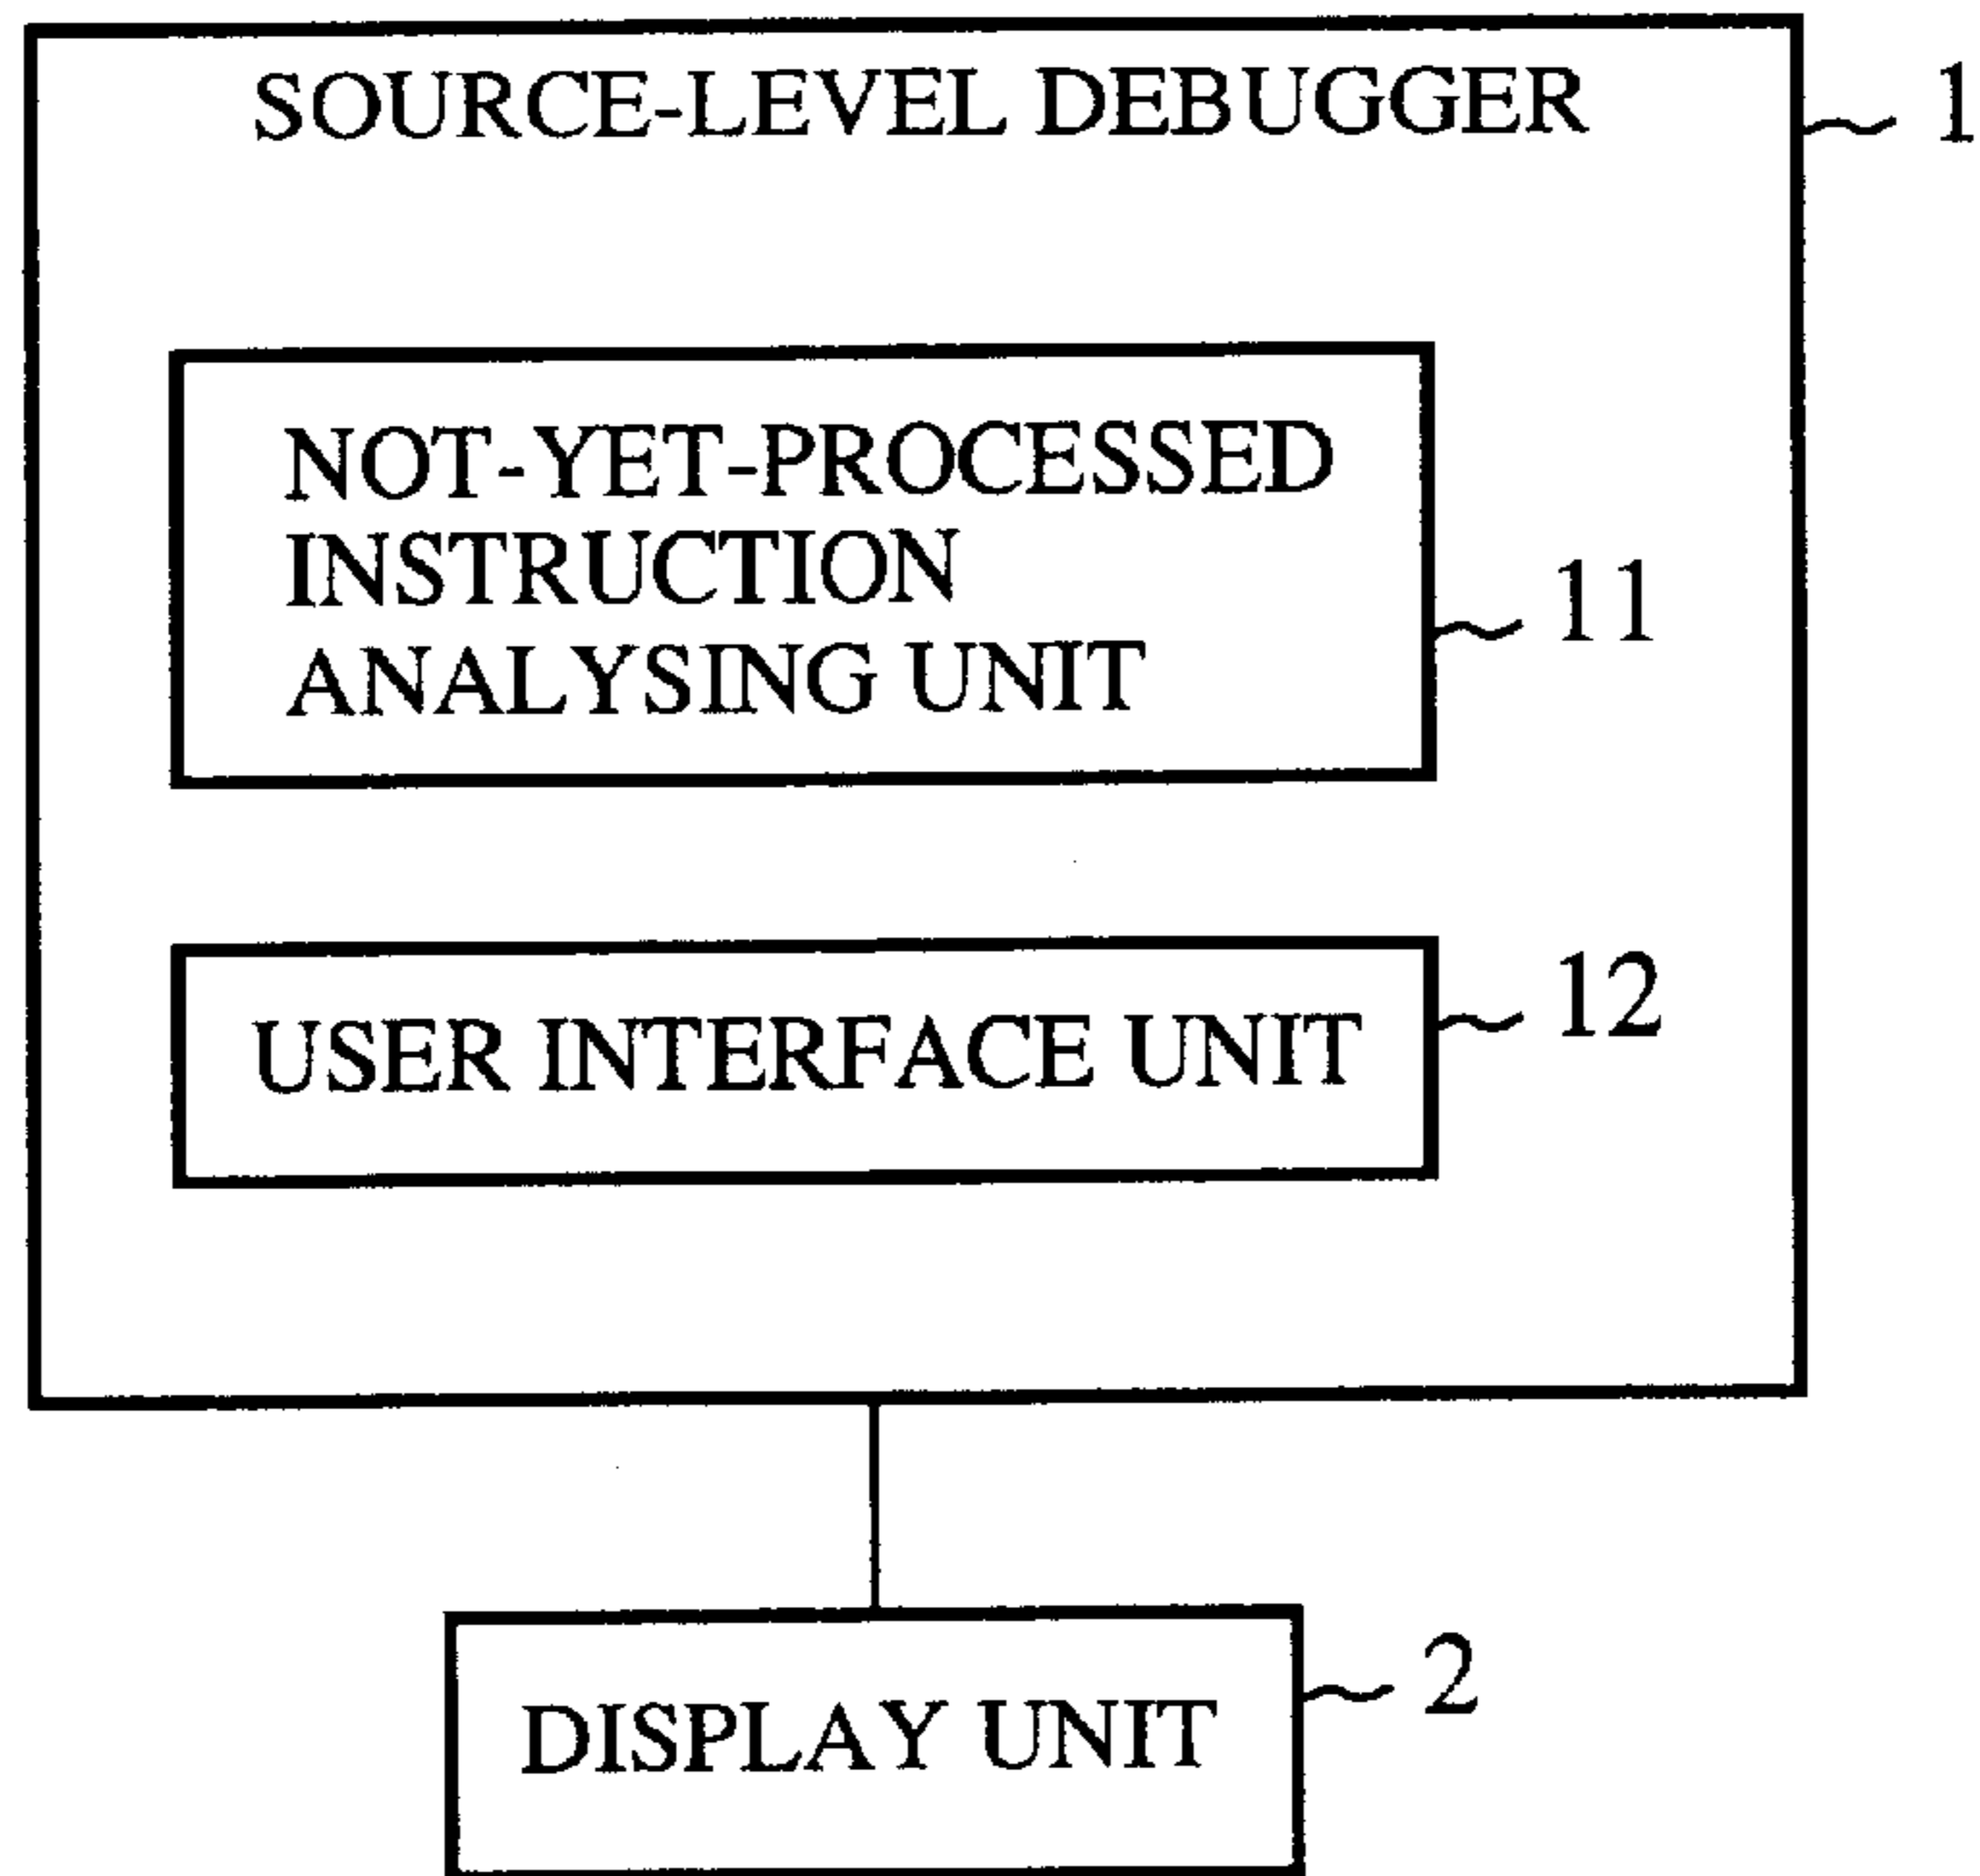 SOURCE-LEVEL DEBUGGER
1
NOT-YET-PROCESSED
INSTRUCTION
ANALYSING UNIT
11
USER INTERFACE UNIT
12
DISPLAY UNIT
2